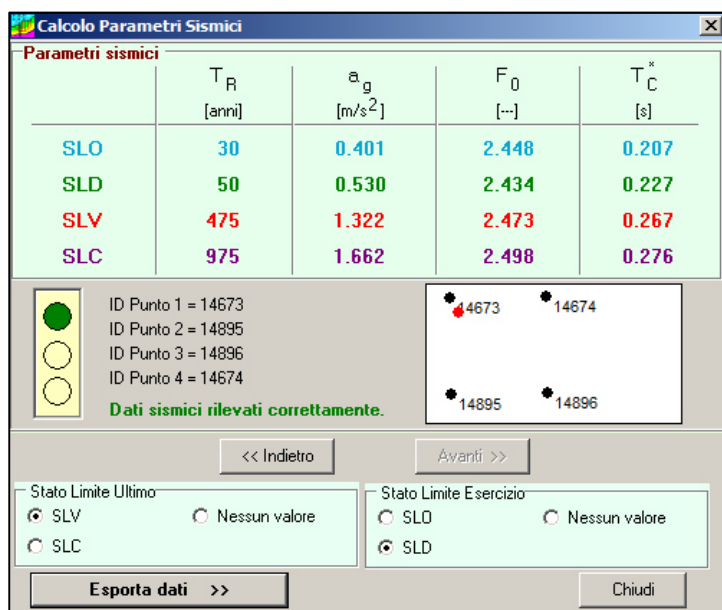 Calcolo Parametri Sismici
Parametri sismici
T R a g F 0 T C *
[anni] [m/s2] [---] [s]
SLO 30 0.401 2.448 0.207
SLD 50 0.530 2.434 0.227
SLV 475 1.322 2.473 0.267
SLC 975 1.662 2.498 0.276
ID Punto 1 = 14673
ID Punto 2 = 14895
ID Punto 3 = 14896
ID Punto 4 = 14674
Dati sismici rilevati correttamente.
14673 14674
14895 14896
<< Indietro Avanti >>
Stato Limite Ultimo
SLV Nessun valore
SLC
Stato Limite Esercizio
SLO Nessun valore
SLD
Esporta dati >> Chiudi